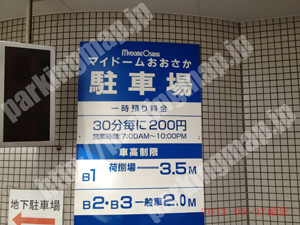 MYDOME OSAKA
マイドームおおさか
駐車場
一時預り料金
30分毎に200円
営業時間 7:00AM〜10:00PM
車高制限
B1 荷捌場 3.5M
B2・B3 一般車 2.0M
地下駐車場
parkingmap.jp